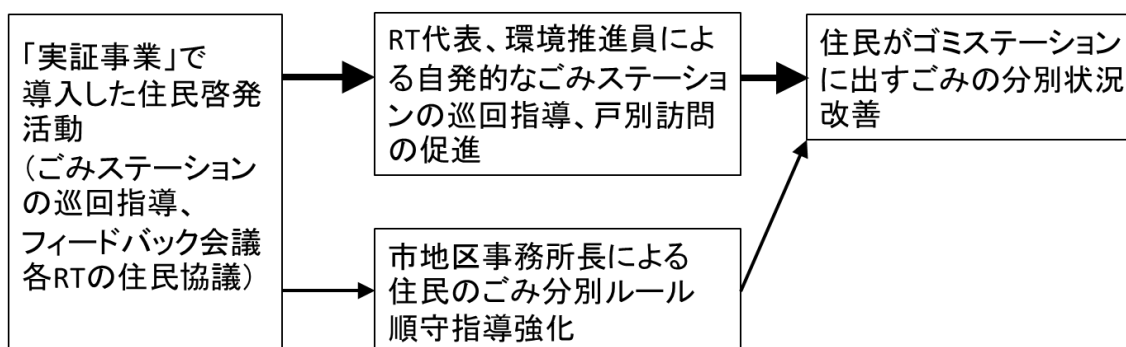 「実証事業」で
導入した住民啓発
活動
(ごみステーション
の巡回指導、
フィードバック会議
各RTの住民協議)
RT代表、環境推進員によ
る自発的なごみステーショ
ンの巡回指導、戸別訪問
の促進
市地区事務所長による
住民のごみ分別ルール
順守指導強化
住民がゴミステーション
に出すごみの分別状況
改善